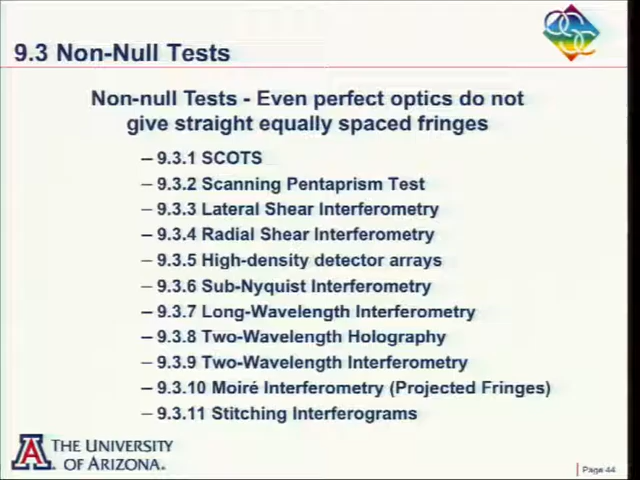 9.3 Non-Null Tests
OSC
Non-null Tests - Even perfect optics do not
give straight equally spaced fringes
– 9.3.1 SCOTS
– 9.3.2 Scanning Pentaprism Test
– 9.3.3 Lateral Shear Interferometry
– 9.3.4 Radial Shear Interferometry
– 9.3.5 High-density detector arrays
– 9.3.6 Sub-Nyquist Interferometry
– 9.3.7 Long-Wavelength Interferometry
– 9.3.8 Two-Wavelength Holography
– 9.3.9 Two-Wavelength Interferometry
– 9.3.10 Moiré Interferometry (Projected Fringes)
– 9.3.11 Stitching Interferograms
A THE UNIVERSITY
OF ARIZONA.
Page 44